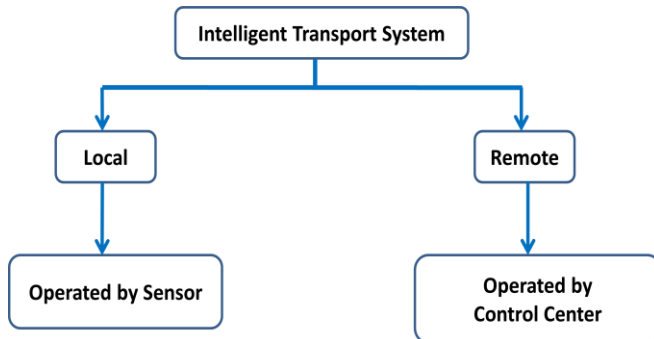 Intelligent Transport System
Local
Remote
Operated by Sensor
Operated by
Control Center